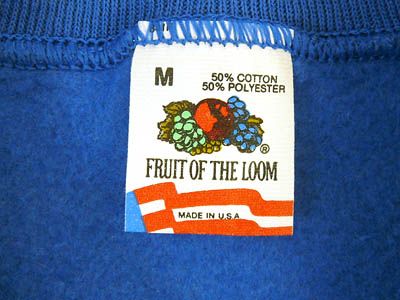 M
50% COTTON
50% POLYESTER
®
FRUIT OF THE LOOM
MADE IN U.S.A.